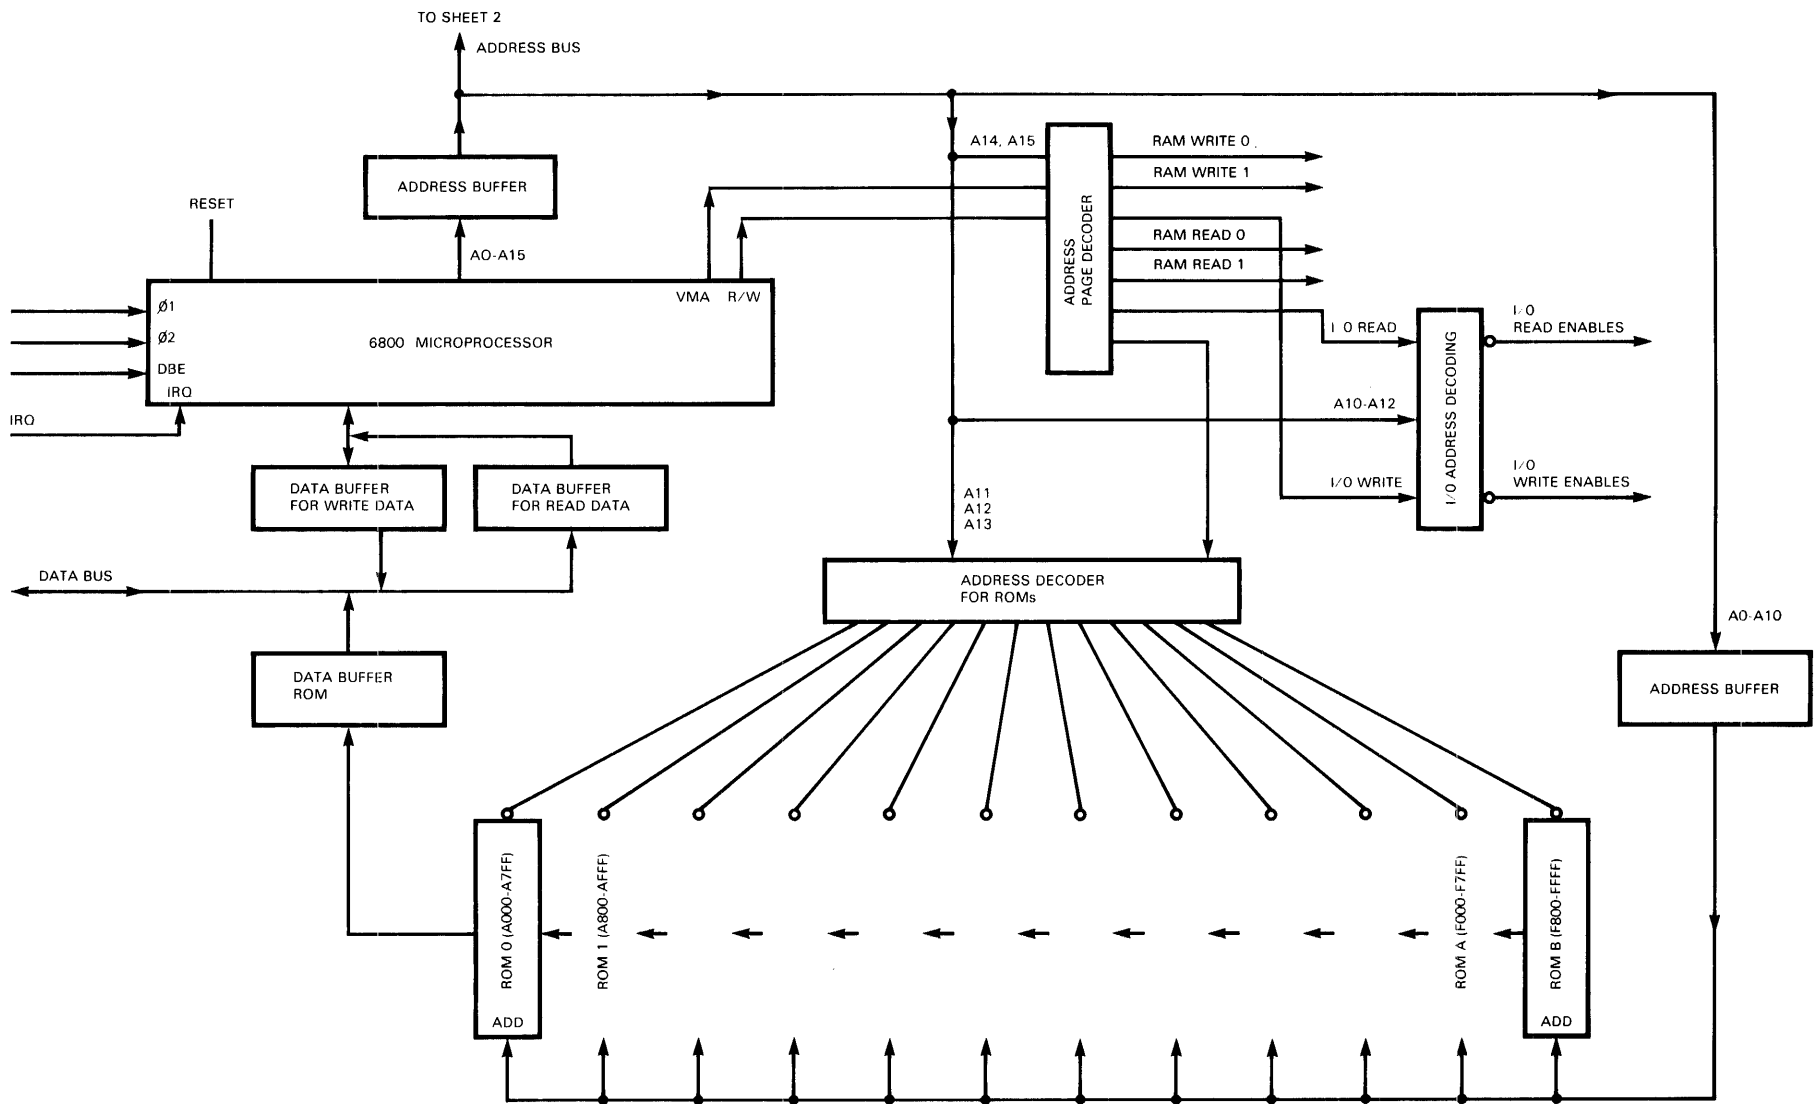 TO SHEET 2
ADDRESS BUS
A14, A15
RAM WRITE 0
RAM WRITE 1
ADDRESS BUFFER
RESET
A0-A15
ADDRESS
PAGE DECODER
RAM READ 0
RAM READ 1
VMA R/W
Ø1
Ø2
DBE
IRQ
6800 MICROPROCESSOR
IRQ
I O READ
I/O
READ ENABLES
A10-A12
I/O ADDRESS DECODING
I/O WRITE
I/O
WRITE ENABLES
DATA BUFFER
FOR WRITE DATA
DATA BUFFER
FOR READ DATA
A11
A12
A13
DATA BUS
ADDRESS DECODER
FOR ROMs
A0-A10
DATA BUFFER
ROM
ADDRESS BUFFER
ROM 0 (A000-A7FF)
ADD
ROM 1 (A800-AFFF)
ROM A (F000-F7FF)
ROM B (F800-FFFF)
ADD